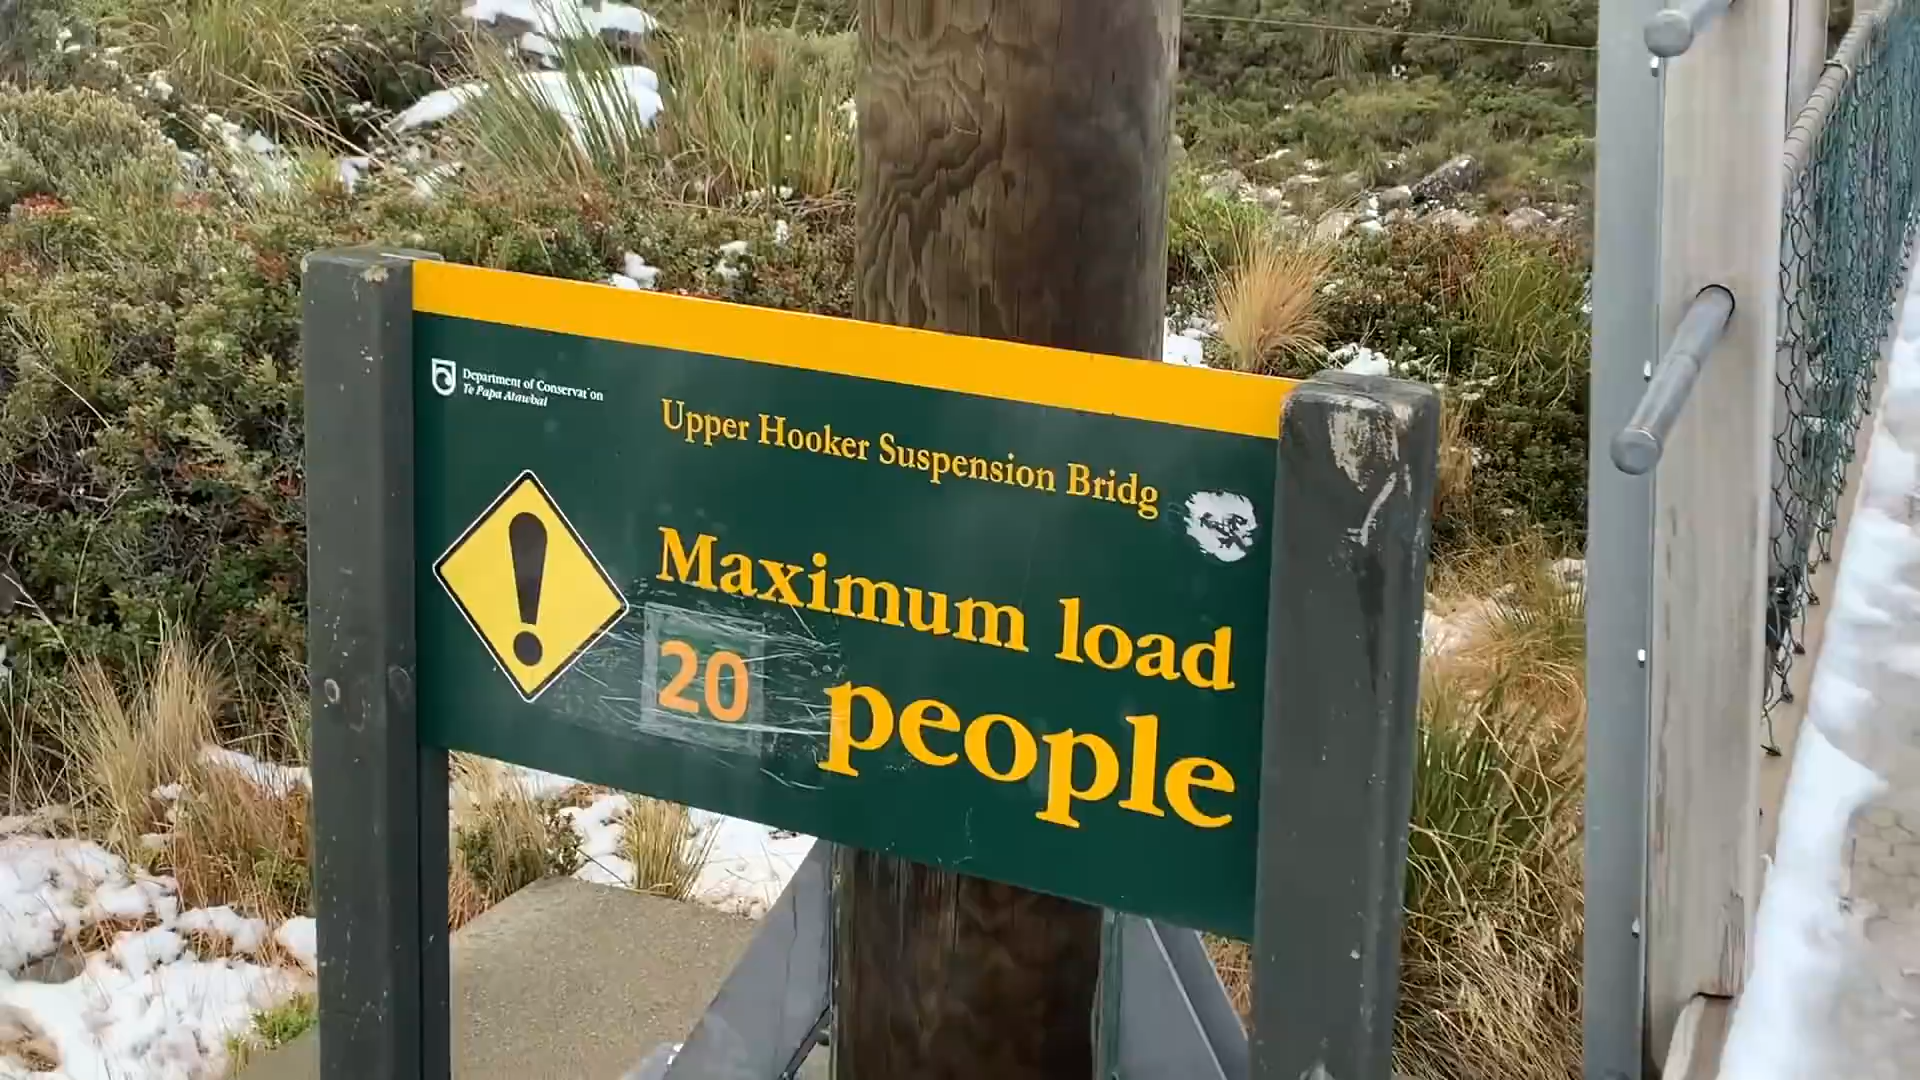 Department of Conservat on
Te Papa Atawbai
Upper Hooker Suspension Bridg
Maximum load
20 people